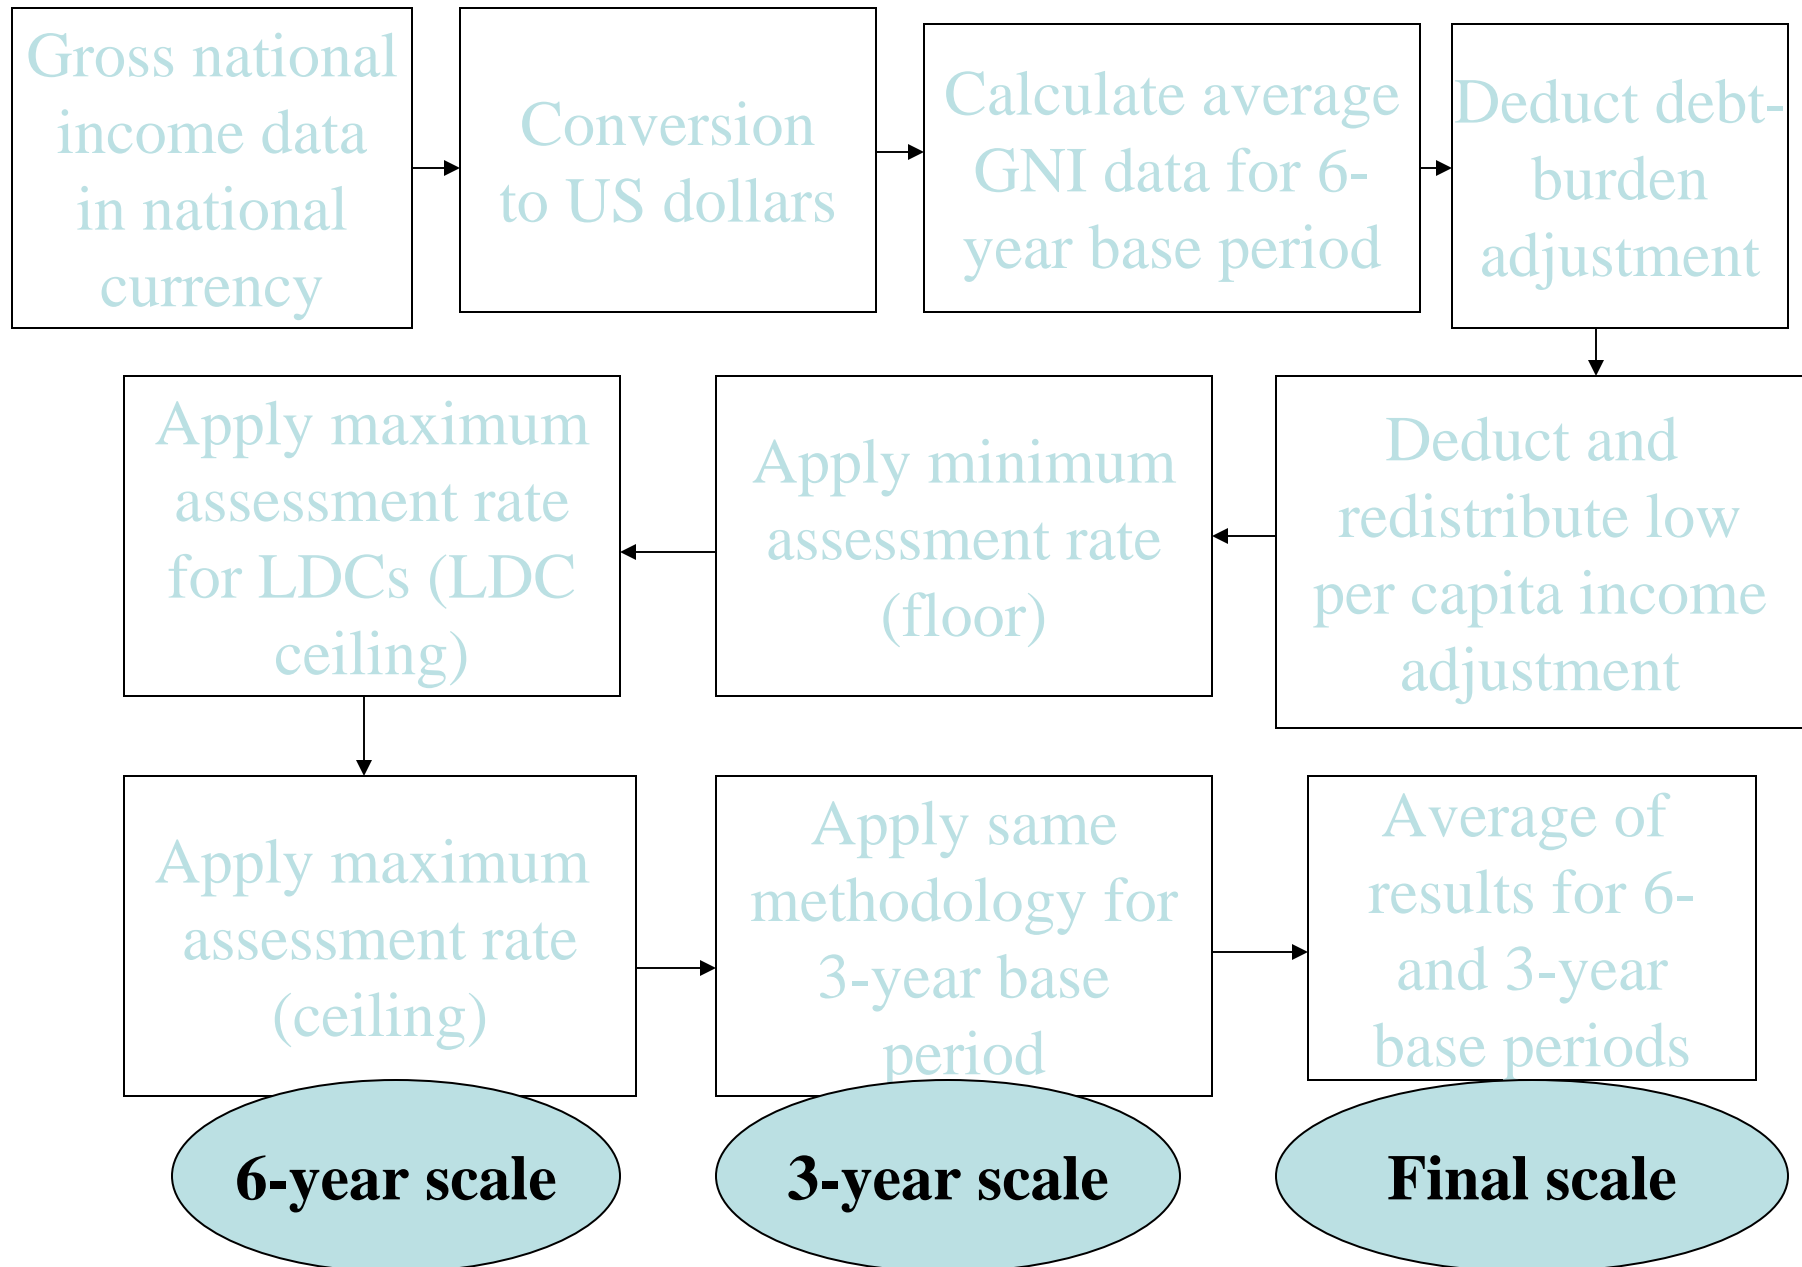 Gross national
income data
in national
currency
Conversion
to US dollars
Calculate average
GNI data for 6-
year base period
Deduct debt-
burden
adjustment
Deduct and
redistribute low
per capita income
adjustment
Apply minimum
assessment rate
(floor)
Apply maximum
assessment rate
for LDCs (LDC
ceiling)
Apply maximum
assessment rate
(ceiling)
Apply same
methodology for
3-year base
period
Average of
results for 6-
and 3-year
base periods
6-year scale
3-year scale
Final scale